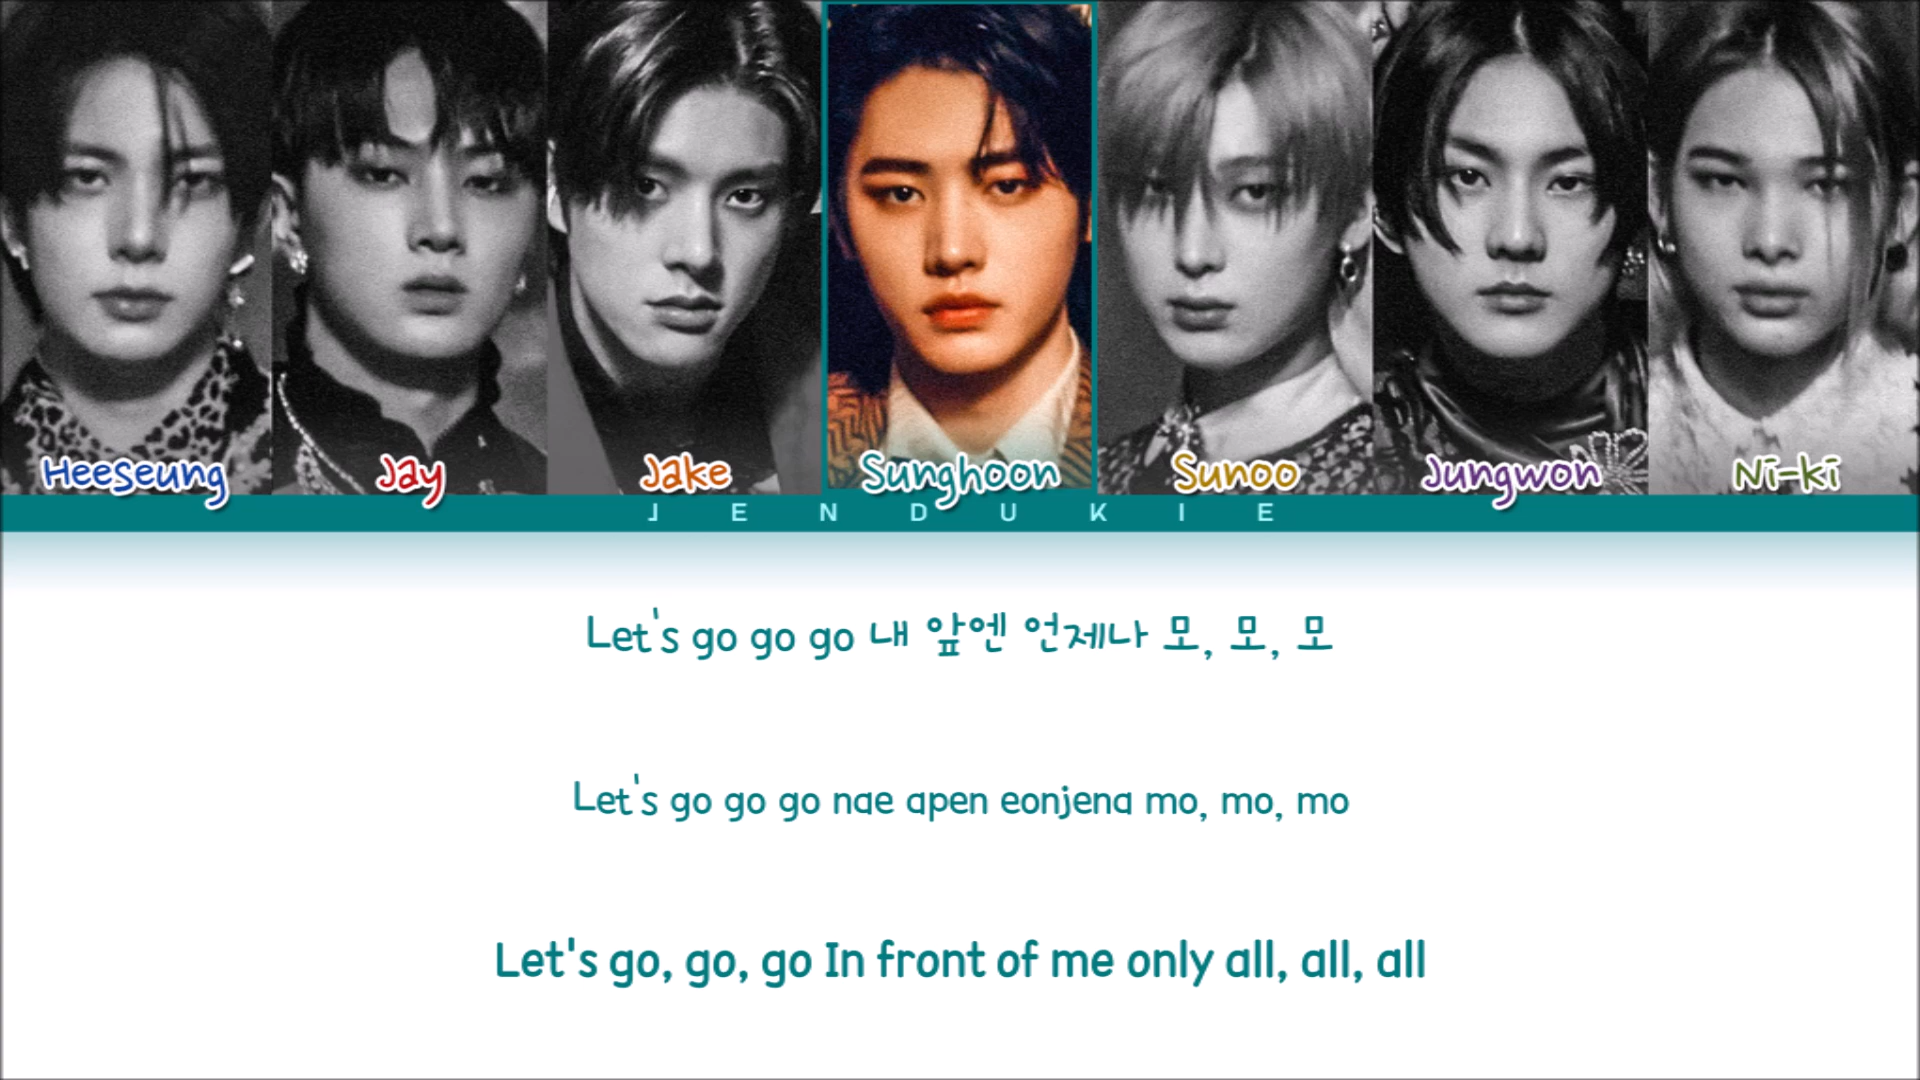 Heeseung Jay Jake Sunghoon Sunoo Jungwon Ni-ki
JENDUKIE
Let's go go go 내 앞엔 언제나 모, 모, 모
Let's go go go nae apen eonjena mo, mo, mo
Let's go, go, go In front of me only all, all, all